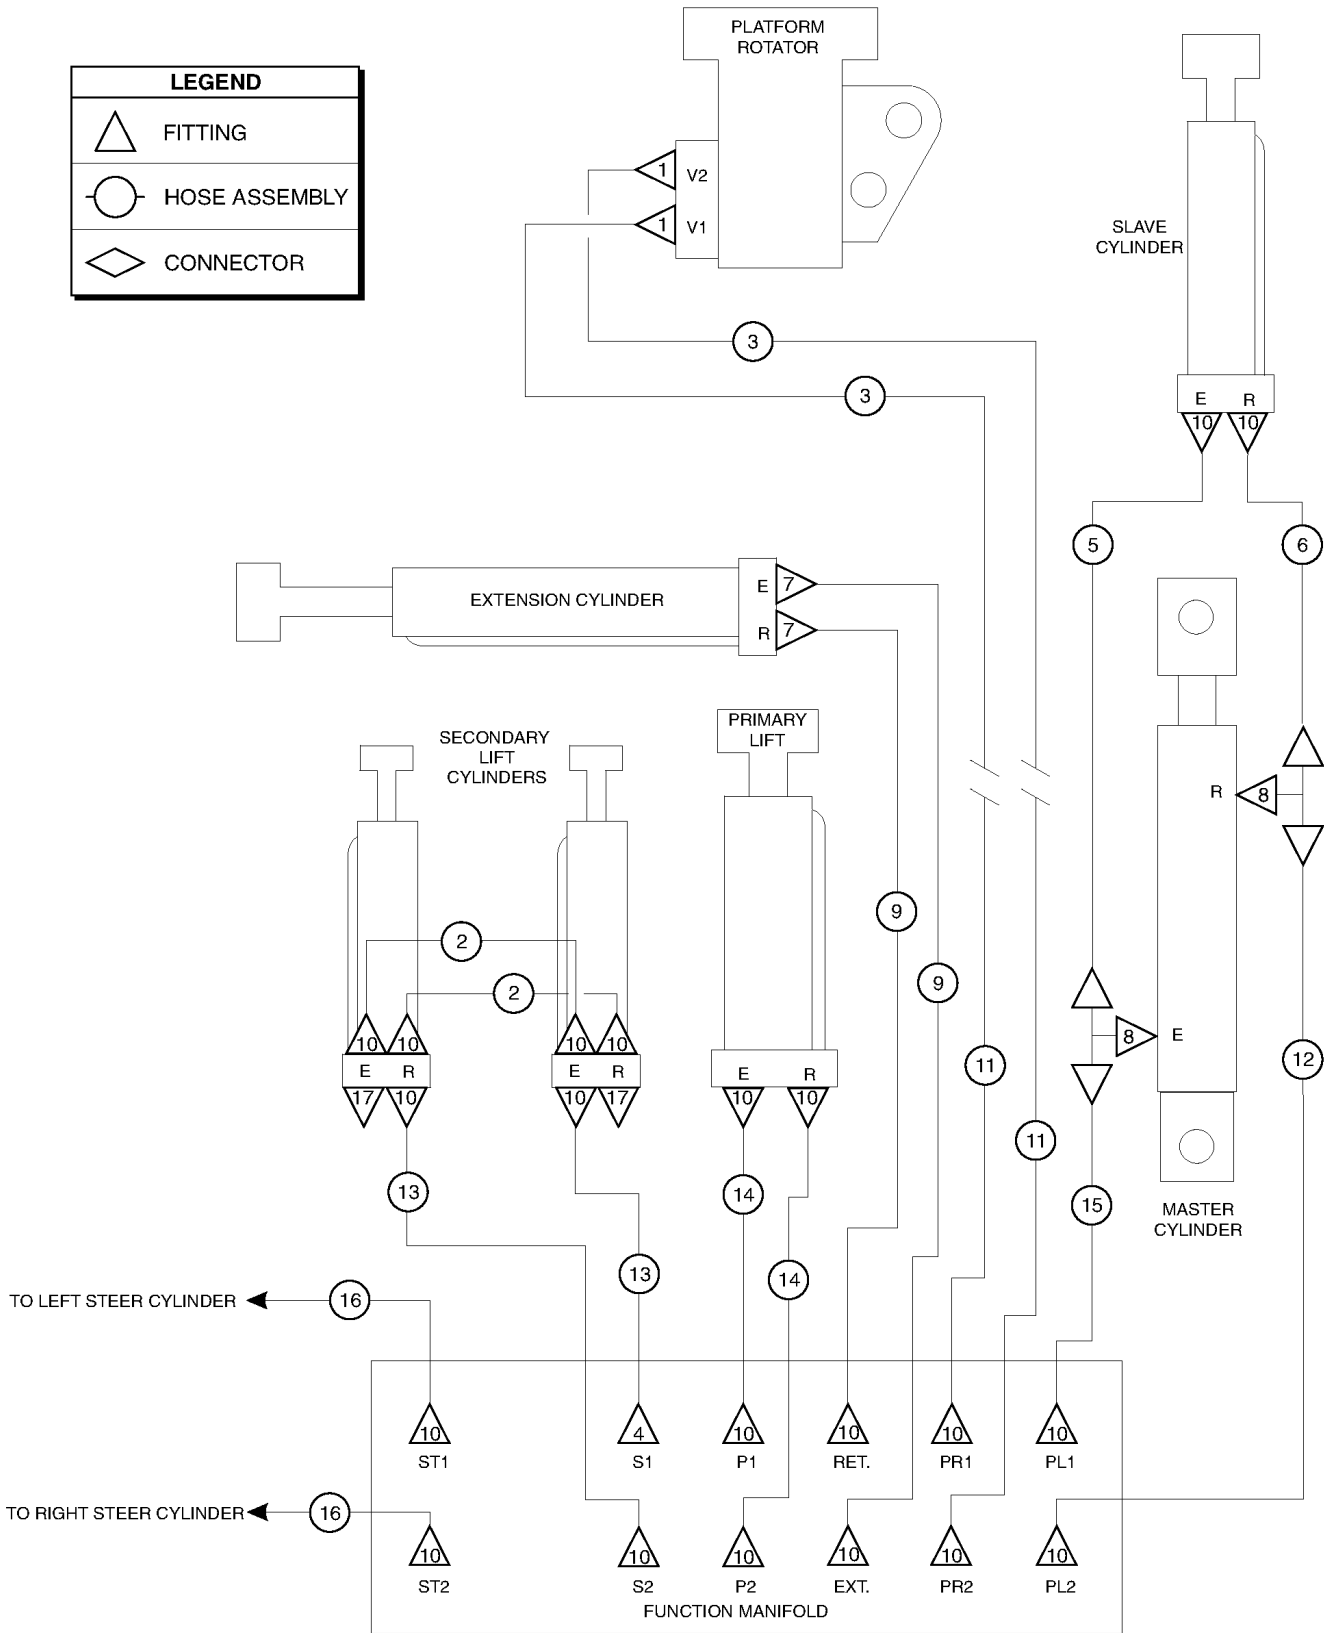 PLATFORM
ROTATOR
LEGEND
FITTING
HOSE ASSEMBLY
CONNECTOR
1 V2
1 V1
SLAVE
CYLINDER
3
3
E R
10 10
5 6
EXTENSION CYLINDER
E 7
R 7
SECONDARY
LIFT
CYLINDERS
PRIMARY
LIFT
R 8
9
2
9
2
10 10 10 10
8 E
E R E R E R
17 10 10 17 10 10
11
12
11
13
14
15
MASTER
CYLINDER
13
14
TO LEFT STEER CYLINDER 16
10 4 10 10 10 10
ST1 S1 P1 RET. PR1 PL1
TO RIGHT STEER CYLINDER 16
10 10 10 10 10 10
ST2 S2 P2 EXT. PR2 PL2
FUNCTION MANIFOLD